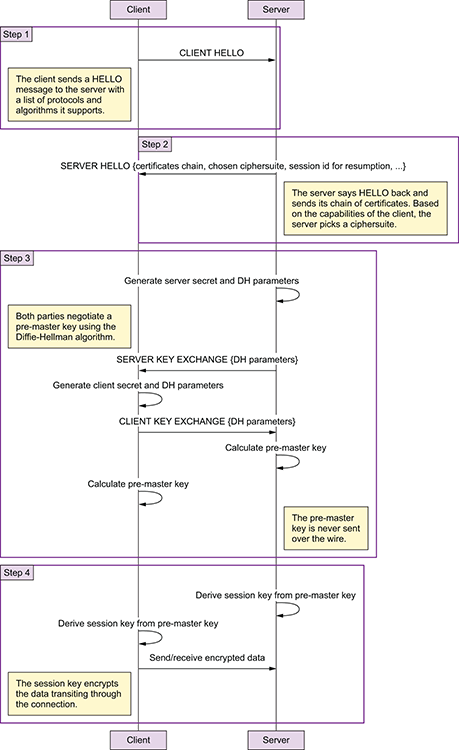 Client
Server
Step 1
CLIENT HELLO
The client sends a HELLO
message to the server with
a list of protocols and
algorithms it supports.
Step 2
SERVER HELLO {certificates chain, chosen ciphersuite, session id for resumption, ...}
The server says HELLO back and
sends its chain of certificates. Based
on the capabilities of the client, the
server picks a ciphersuite.
Step 3
Generate server secret and DH parameters
Both parties negotiate a
pre-master key using the
Diffie-Hellman algorithm.
SERVER KEY EXCHANGE {DH parameters}
Generate client secret and DH parameters
CLIENT KEY EXCHANGE {DH parameters}
Calculate pre-master key
Calculate pre-master key
The pre-master
key is never sent
over the wire.
Step 4
Derive session key from pre-master key
Derive session key from pre-master key
Send/receive encrypted data
The session key encrypts
the data transiting through
the connection.
Client
Server